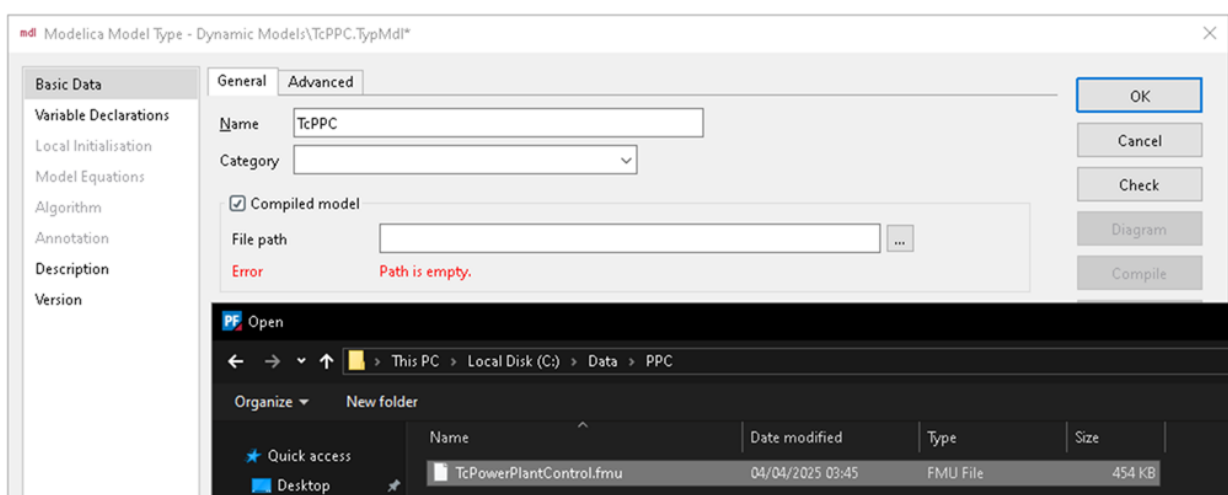 mdl Modelica Model Type - Dynamic Models\TcPPC.TypMdl*
Basic Data
Variable Declarations
Local Initialisation
Model Equations
Algorithm
Annotation
Description
Version
General Advanced
Name TcPPC
Category
Compiled model
File path ...
Error Path is empty.
OK
Cancel
Check
Diagram
Compile
PF Open
This PC > Local Disk (C:) > Data > PPC
Organize New folder
Quick access
Desktop
Name Date modified Type Size
TcPowerPlantControl.fmu 04/04/2025 03:45 FMU File 454 KB